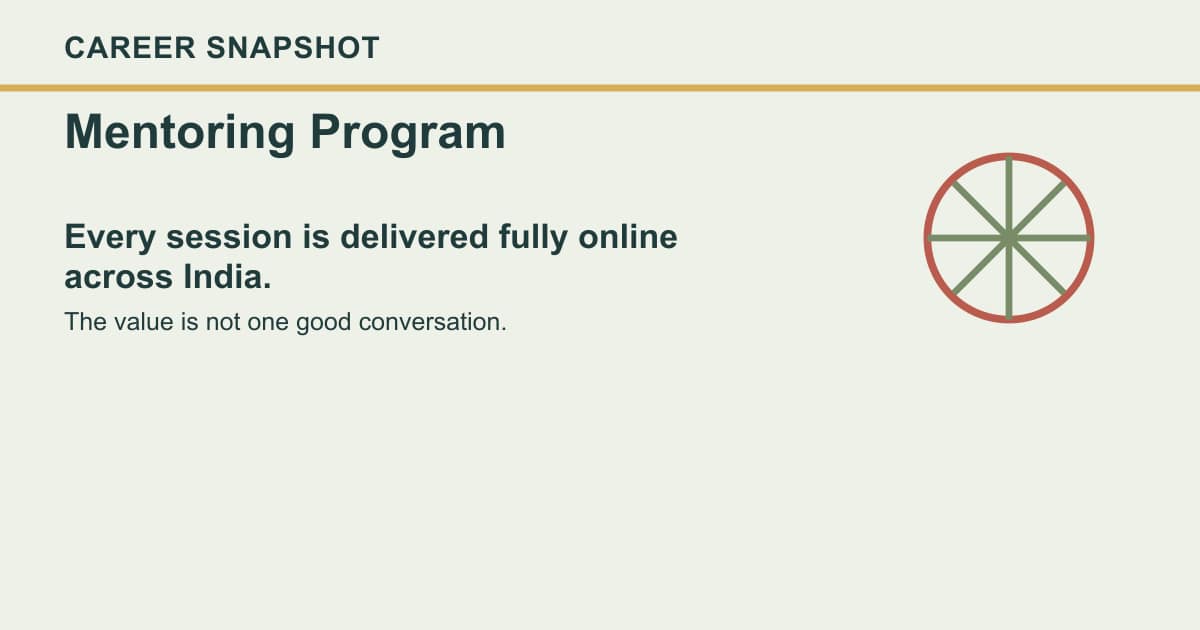 CAREER SNAPSHOT
Mentoring Program
Every session is delivered fully online
across India.
The value is not one good conversation.